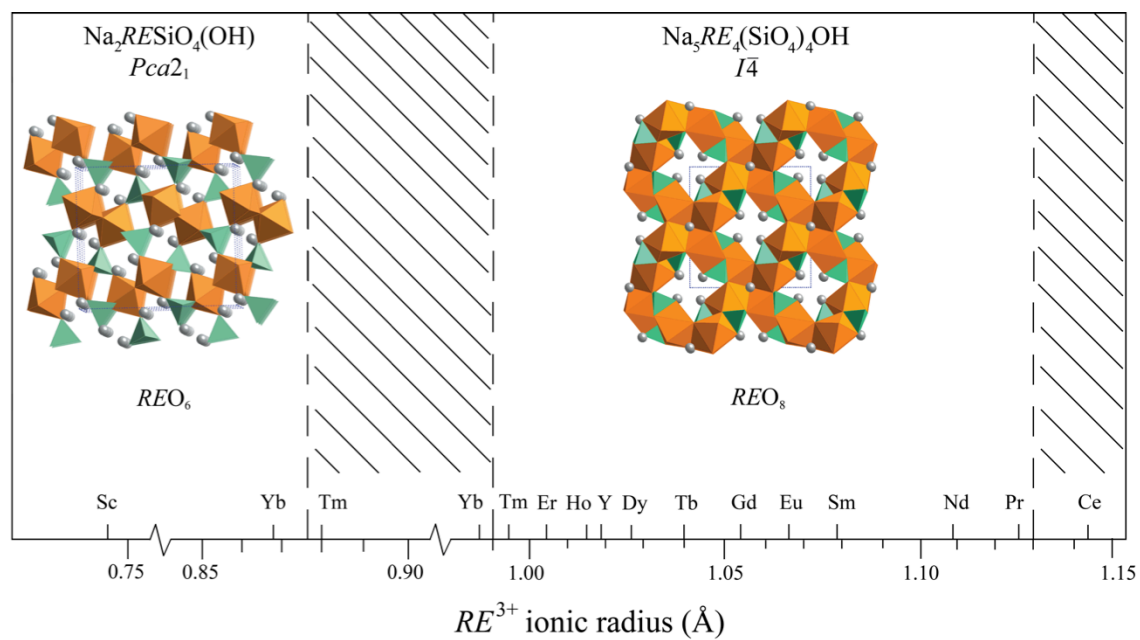 Na₂RESiO₄(OH)
Pca2₁
Na₅RE₄(SiO₄)₄OH
I4̅
REO₆
REO₈
Sc Yb Tm Yb Tm Er Ho Y Dy Tb Gd Eu Sm Nd Pr Ce
0.75 0.85 0.90 1.00 1.05 1.10 1.15
RE³⁺ ionic radius (Å)